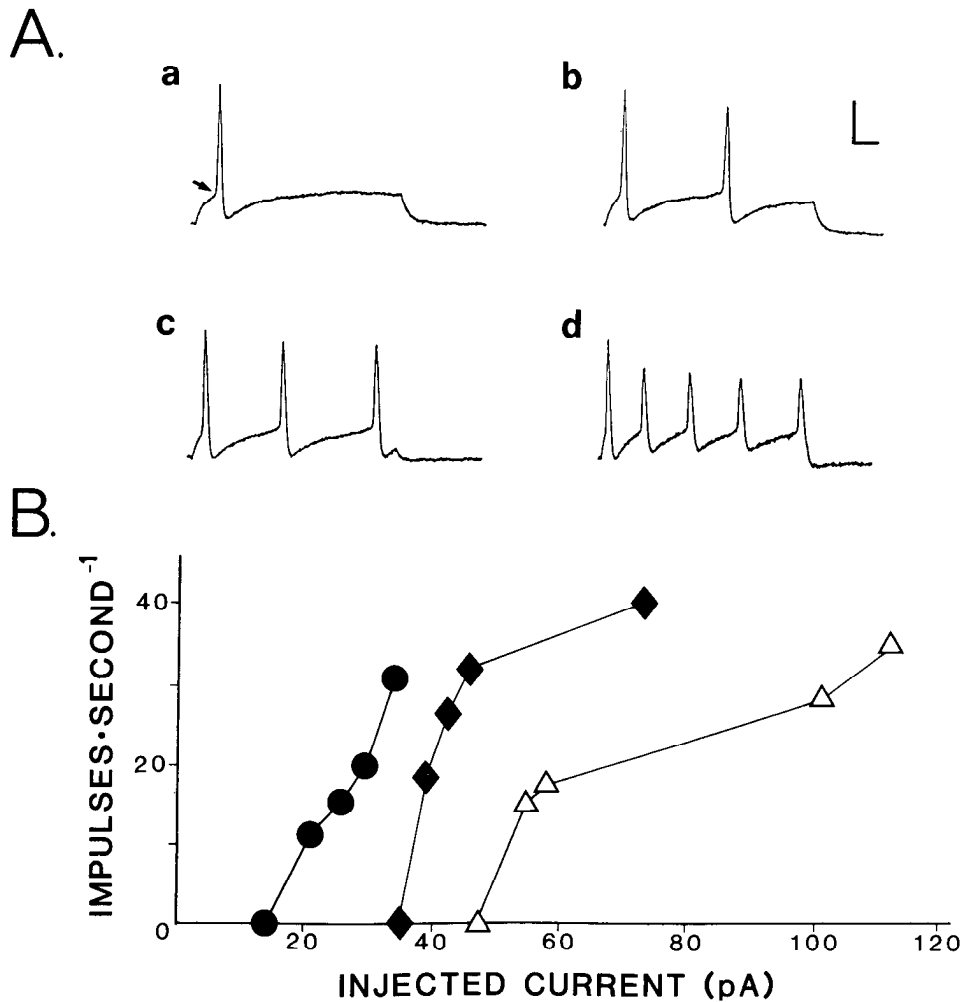 A.
a
b
c
d
B.
IMPULSES·SECOND⁻¹
40
20
0
20
40
60
80
100
120
INJECTED CURRENT (pA)